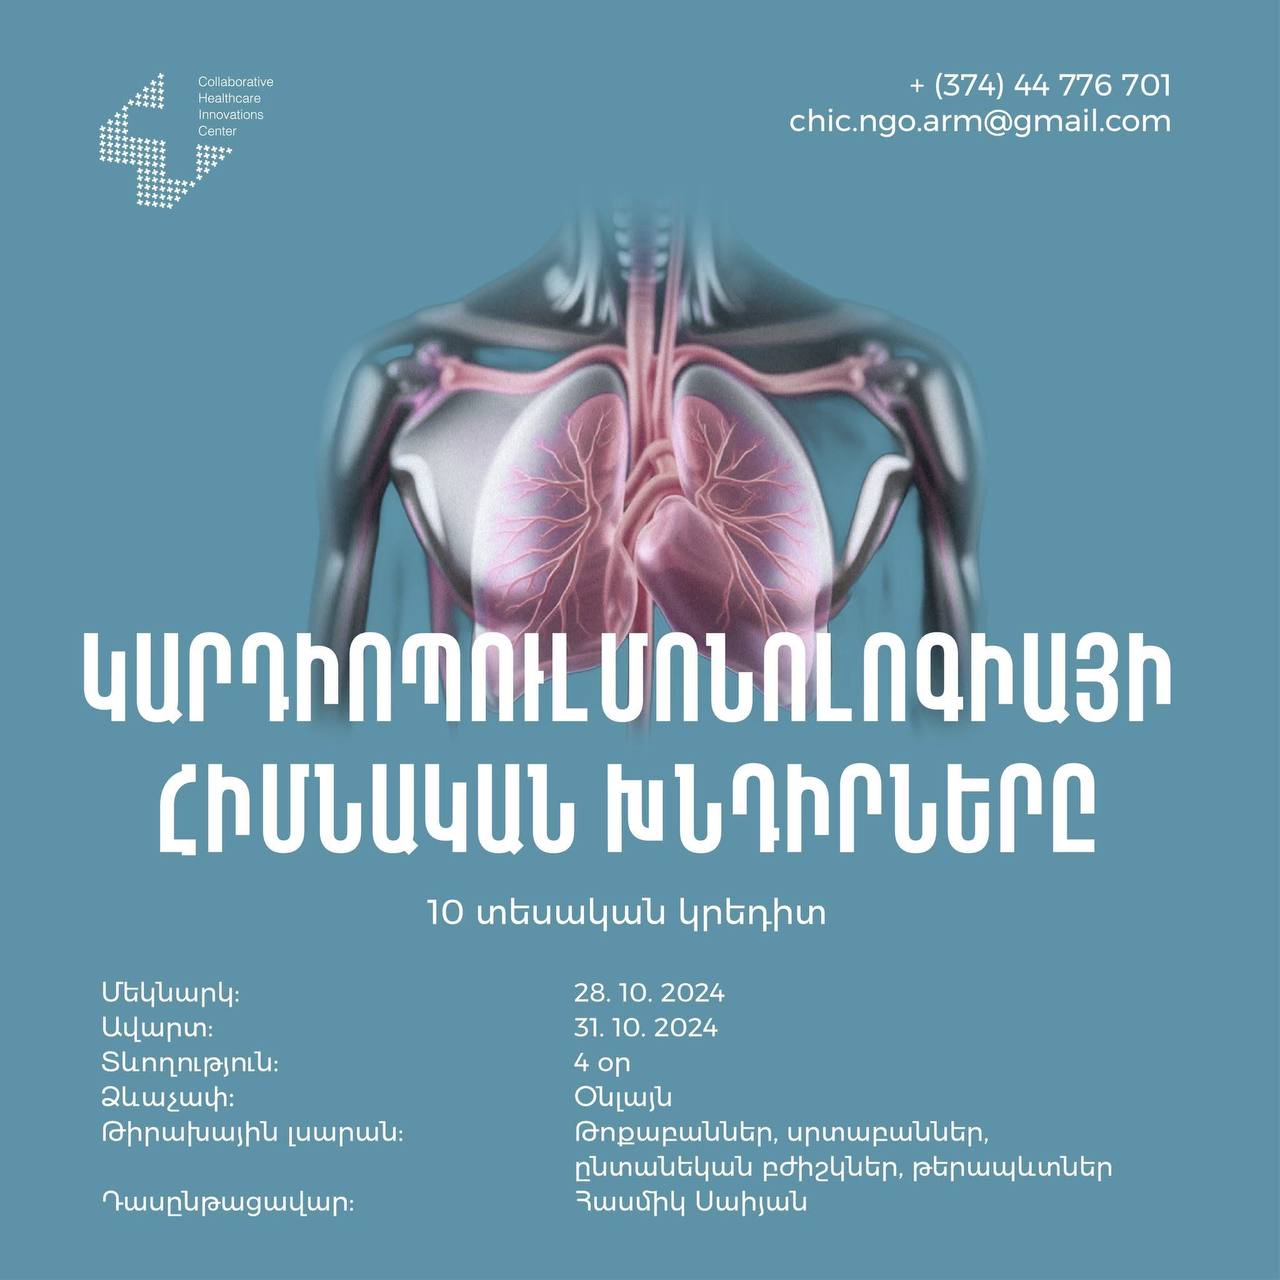 Collaborative
Healthcare
Innovations
Center
+ (374) 44 776 701
chic.ngo.arm@gmail.com
ԿԱՐԴԻՈՊՈՒԼՄՈՆՈԼՈԳԻԱՅԻ
ՀԻՄՆԱԿԱՆ ԽՆԴԻՐՆԵՐԸ
10 տեսական կրեդիտ
Մեկնարկ: 28. 10. 2024
Ավարտ: 31. 10. 2024
Տևողություն: 4 օր
Ձևաչափ: Օնլայն
Թիրախային լսարան: Թոքաբաններ, սրտաբաններ,
ընտանեկան բժիշկներ, թերապևտներ
Դասընթացավար: Հասմիկ Սաիյան